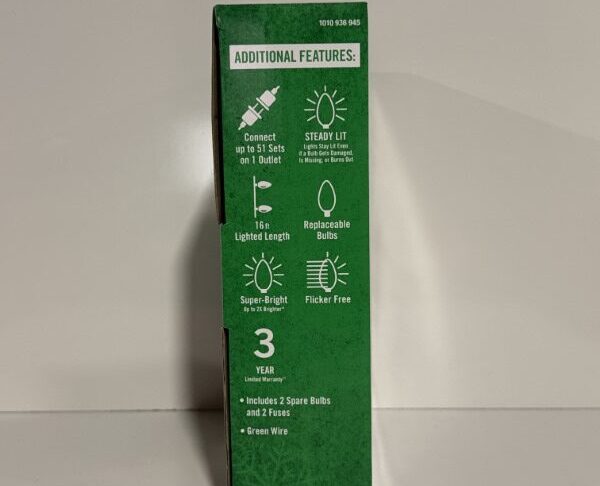 1010 938 945
ADDITIONAL FEATURES:
Connect
up to 51 Sets
on 1 Outlet
STEADY LIT
Lights Stay Lit Even
if a Bulb Gets Damaged,
Is Missing, or Burns Out
16 ft
Lighted Length
Replaceable
Bulbs
Super-Bright
Up to 2X Brighter*
Flicker Free
3
YEAR
Limited Warranty**
• Includes 2 Spare Bulbs
and 2 Fuses
• Green Wire